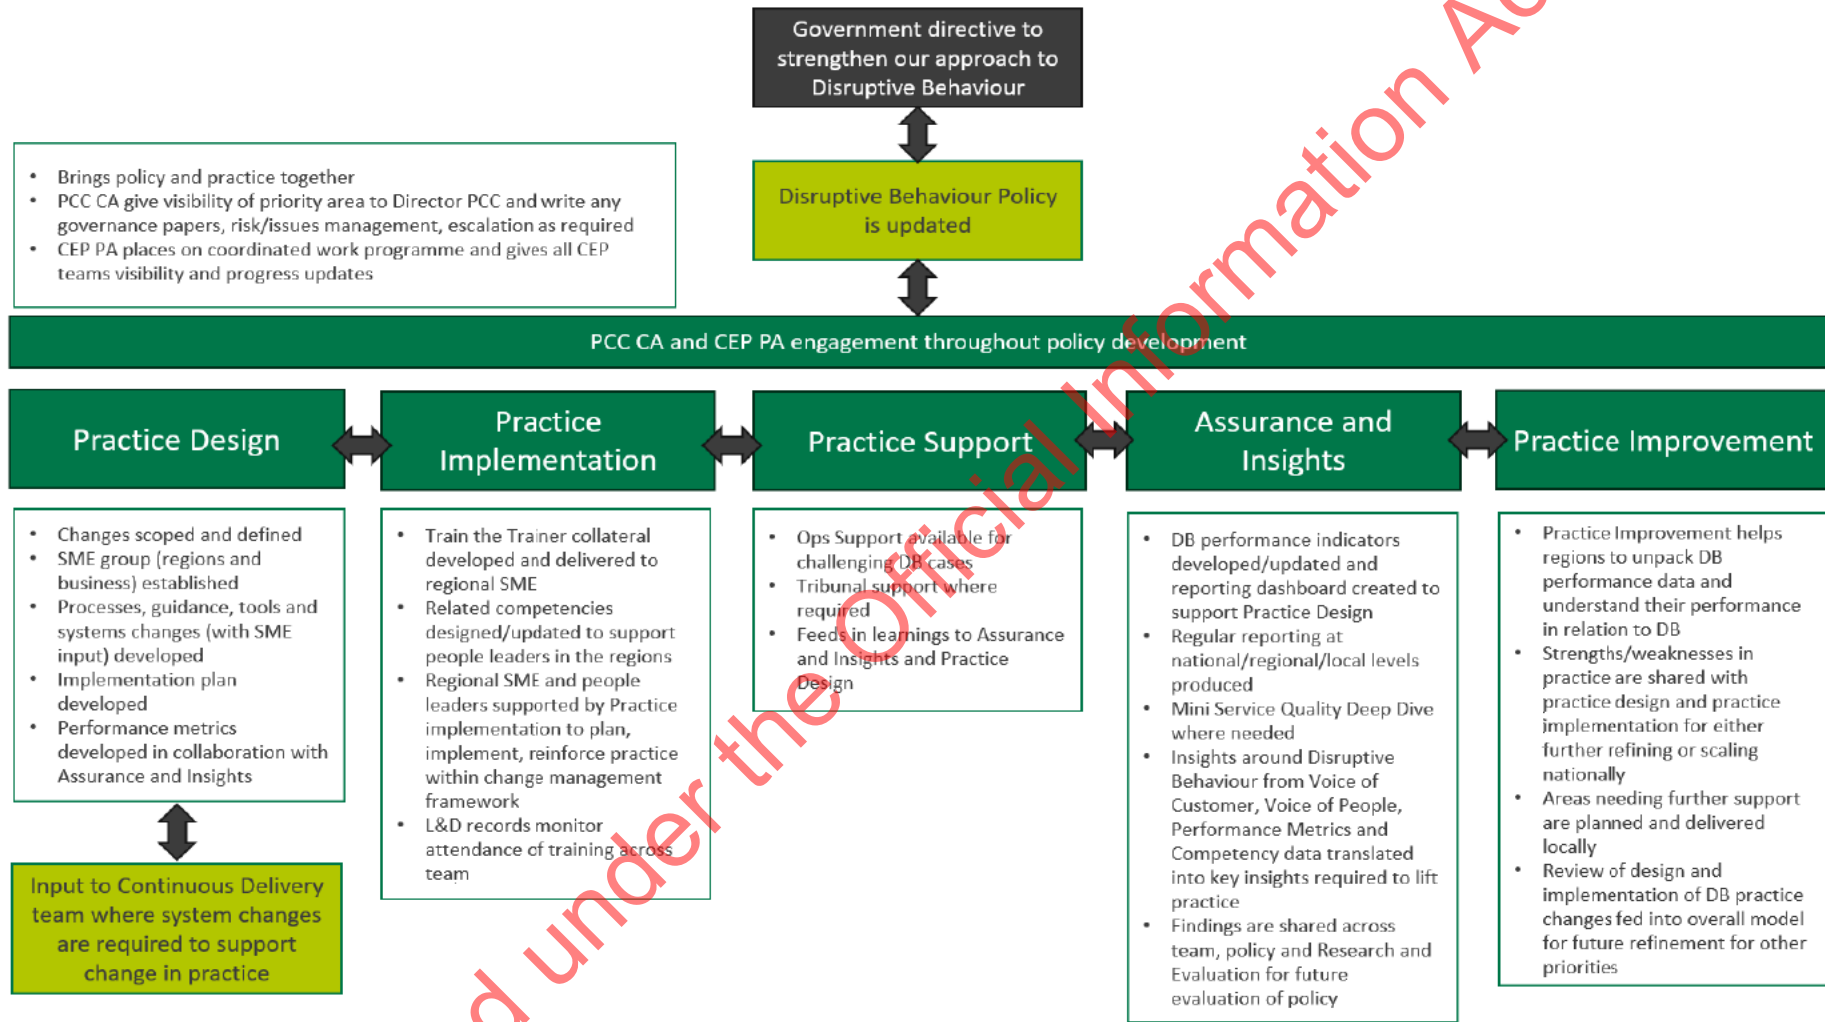 Government directive to
strengthen our approach to
Disruptive Behaviour
• Brings policy and practice together
• PCC CA give visibility of priority area to Director PCC and write any
governance papers, risk/issues management, escalation as required
• CEP PA places on coordinated work programme and gives all CEP
teams visibility and progress updates
Disruptive Behaviour Policy
is updated
PCC CA and CEP PA engagement throughout policy development
Practice Design
• Changes scoped and defined
• SME group (regions and
business) established
• Processes, guidance, tools and
systems changes (with SME
input) developed
• Implementation plan
developed
• Performance metrics
developed in collaboration with
Assurance and Insights
Input to Continuous Delivery
team where system changes
are required to support
change in practice
Practice
Implementation
• Train the Trainer collateral
developed and delivered to
regional SME
• Related competencies
designed/updated to support
people leaders in the regions
• Regional SME and people
leaders supported by Practice
implementation to plan,
implement, reinforce practice
within change management
framework
• L&D records monitor
attendance of training across
team
Practice Support
• Ops Support available for
challenging DB cases
• Tribunal support where
required
• Feeds in learnings to Assurance
and Insights and Practice
Design
Assurance and
Insights
• DB performance indicators
developed/updated and
reporting dashboard created to
support Practice Design
• Regular reporting at
national/regional/local levels
produced
• Mini Service Quality Deep Dive
where needed
• Insights around Disruptive
Behaviour from Voice of
Customer, Voice of People,
Performance Metrics and
Competency data translated
into key insights required to lift
practice
• Findings are shared across
team, policy and Research and
Evaluation for future
evaluation of policy
Practice Improvement
• Practice Improvement helps
regions to unpack DB
performance data and
understand their performance
in relation to DB
• Strengths/weaknesses in
practice are shared with
practice design and practice
implementation for either
further refining or scaling
nationally
• Areas needing further support
are planned and delivered
locally
• Review of design and
implementation of DB practice
changes fed into overall model
for future refinement for other
priorities
under the Official Information